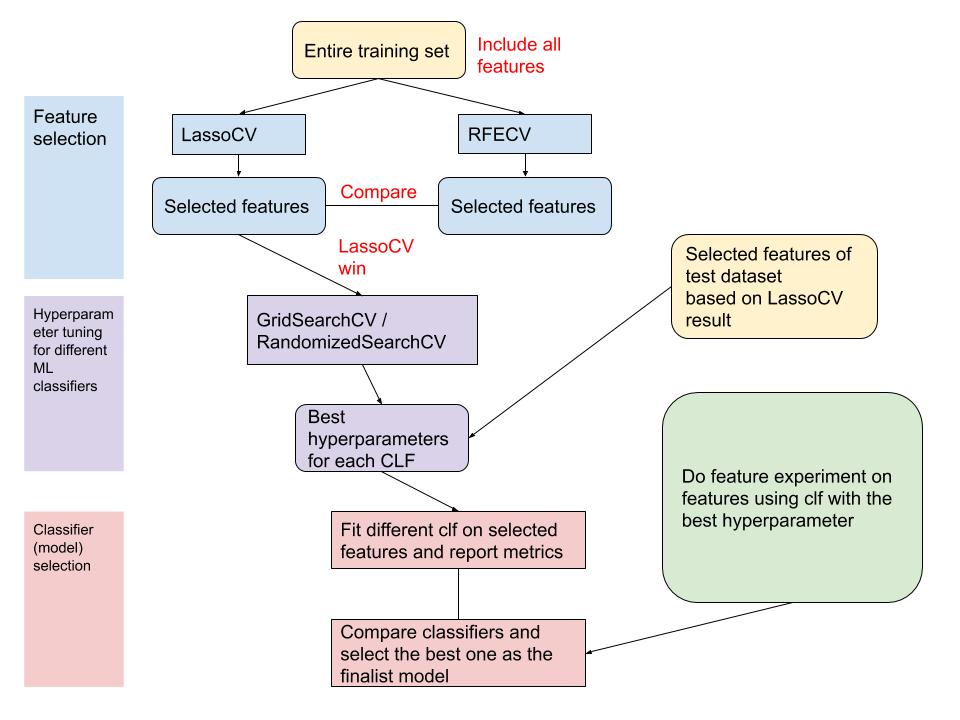 Entire training set
Include all
features
Feature
selection
LassoCV
RFECV
Selected features
Compare
Selected features
LassoCV
win
Selected features of
test dataset
based on LassoCV
result
Hyperparam
eter tuning
for different
ML
classifiers
GridSearchCV /
RandomizedSearchCV
Best
hyperparameters
for each CLF
Do feature experiment on
features using clf with the
best hyperparameter
Classifier
(model)
selection
Fit different clf on selected
features and report metrics
Compare classifiers and
select the best one as the
finalist model